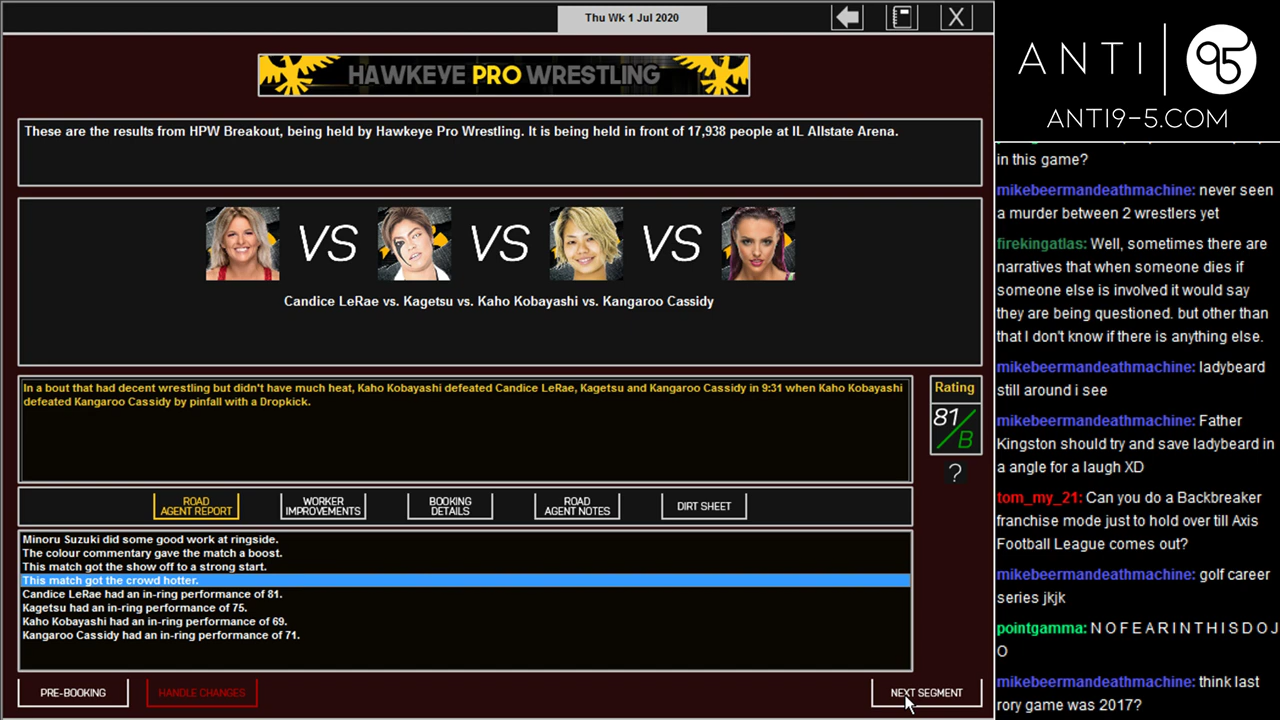 Thu Wk 1 Jul 2020
X
HAWKEYE PRO WRESTLING
These are the results from HPW Breakout, being held by Hawkeye Pro Wrestling. It is being held in front of 17,938 people at IL Allstate Arena.
VS VS VS
Candice LeRae vs. Kagetsu vs. Kaho Kobayashi vs. Kangaroo Cassidy
In a bout that had decent wrestling but didn't have much heat, Kaho Kobayashi defeated Candice LeRae, Kagetsu and Kangaroo Cassidy in 9:31 when Kaho Kobayashi
defeated Kangaroo Cassidy by pinfall with a Dropkick.
Rating
81/B
?
ROAD
AGENT REPORT
WORKER
IMPROVEMENTS
BOOKING
DETAILS
ROAD
AGENT NOTES
DIRT SHEET
Minoru Suzuki did some good work at ringside.
The colour commentary gave the match a boost.
This match got the show off to a strong start.
This match got the crowd hotter.
Candice LeRae had an in-ring performance of 81.
Kagetsu had an in-ring performance of 75.
Kaho Kobayashi had an in-ring performance of 69.
Kangaroo Cassidy had an in-ring performance of 71.
PRE-BOOKING
HANDLE CHANGES
NEXT SEGMENT
ANTI 95
ANTI9-5.COM
in this game?
mikebeermandeathmachine: never seen
a murder between 2 wrestlers yet
firekingatlas: Well, sometimes there are
narratives that when someone dies if
someone else is involved it would say
they are being questioned. but other than
that I don't know if there is anything else.
mikebeermandeathmachine: ladybeard
still around i see
mikebeermandeathmachine: Father
Kingston should try and save ladybeard in
a angle for a laugh XD
tom_my_21: Can you do a Backbreaker
franchise mode just to hold over till Axis
Football League comes out?
mikebeermandeathmachine: golf career
series jkjk
pointgamma: N O F E A R I N T H I S D O J
O
mikebeermandeathmachine: think last
rory game was 2017?